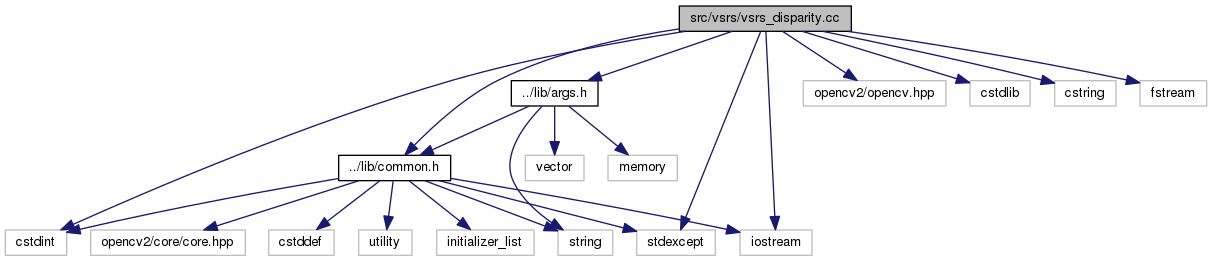 src/vsrs/vsrs_disparity.cc
../lib/args.h
opencv2/opencv.hpp
cstdlib
cstring
fstream
../lib/common.h
vector
memory
cstdint
opencv2/core/core.hpp
cstddef
utility
initializer_list
string
stdexcept
iostream